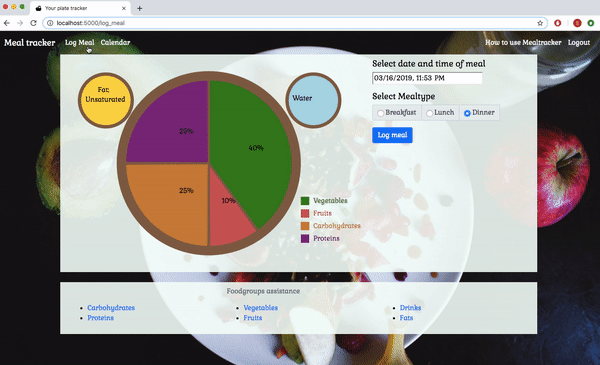 Your plate tracker
localhost:5000/log_meal
Meal tracker
Log Meal
Calendar
How to use Mealtracker
Logout
Fat;
Unsaturated
Water
Select date and time of meal
03/16/2019, 11:53 PM
Select Mealtype
Breakfast
Lunch
Dinner
Log meal
40%
25%
25%
10%
Vegetables
Fruits
Carbohydrates
Proteins
Foodgroups assistance
Carbohydrates
Proteins
Vegetables
Fruits
Drinks
Fats